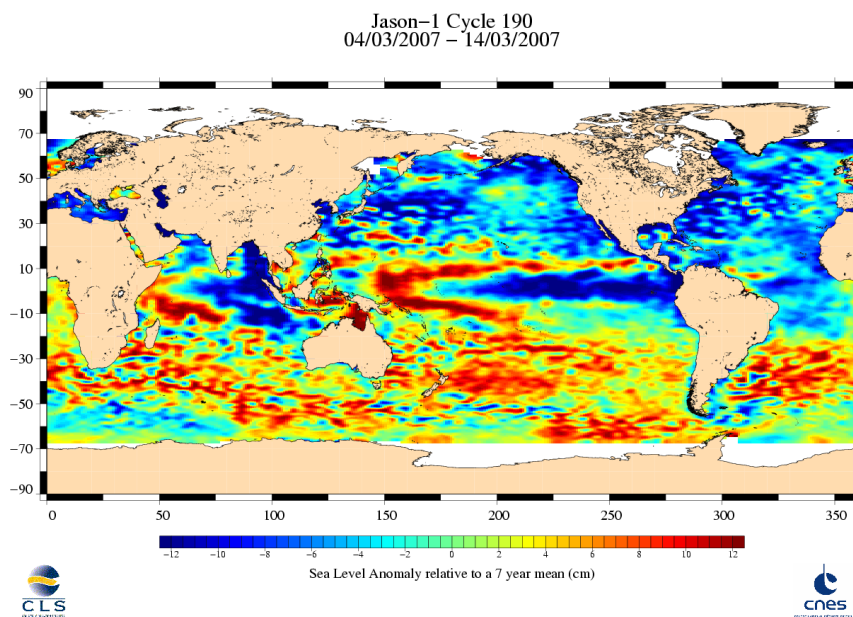 Jason−1 Cycle 190
04/03/2007 − 14/03/2007
90
70
50
30
10
−10
−30
−50
−70
−90
0 50 100 150 200 250 300 350
−12 −10 −8 −6 −4 −2 0 2 4 6 8 10 12
Sea Level Anomaly relative to a 7 year mean (cm)
CLS
cnes